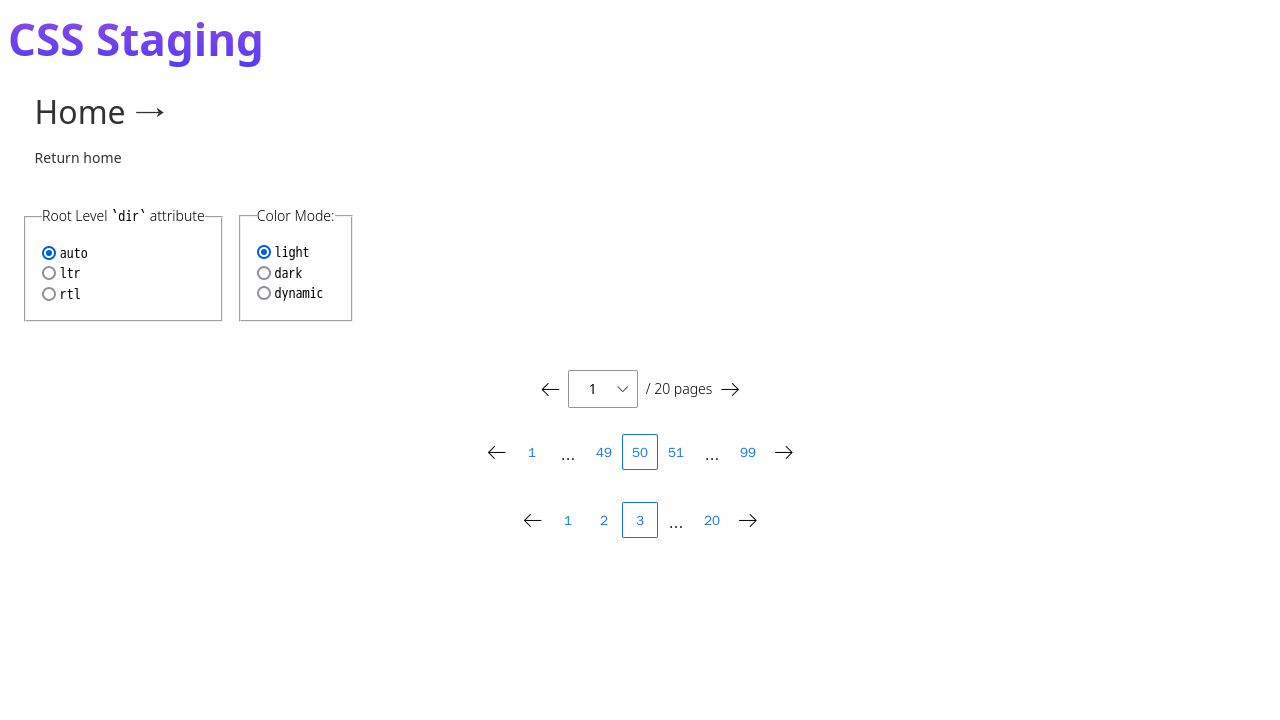 CSS Staging
Home →
Return home
Root Level `dir` attribute
auto
ltr
rtl
Color Mode:
light
dark
dynamic
← 1 / 20 pages →
← 1 ... 49 50 51 ... 99 →
← 1 2 3 ... 20 →